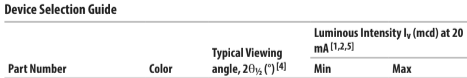 Device Selection Guide
Luminous Intensity Iv (mcd) at 20
Typical Viewing
mA [1,2,5]
Part Number Color angle, 2θ½ (°) [4] Min Max